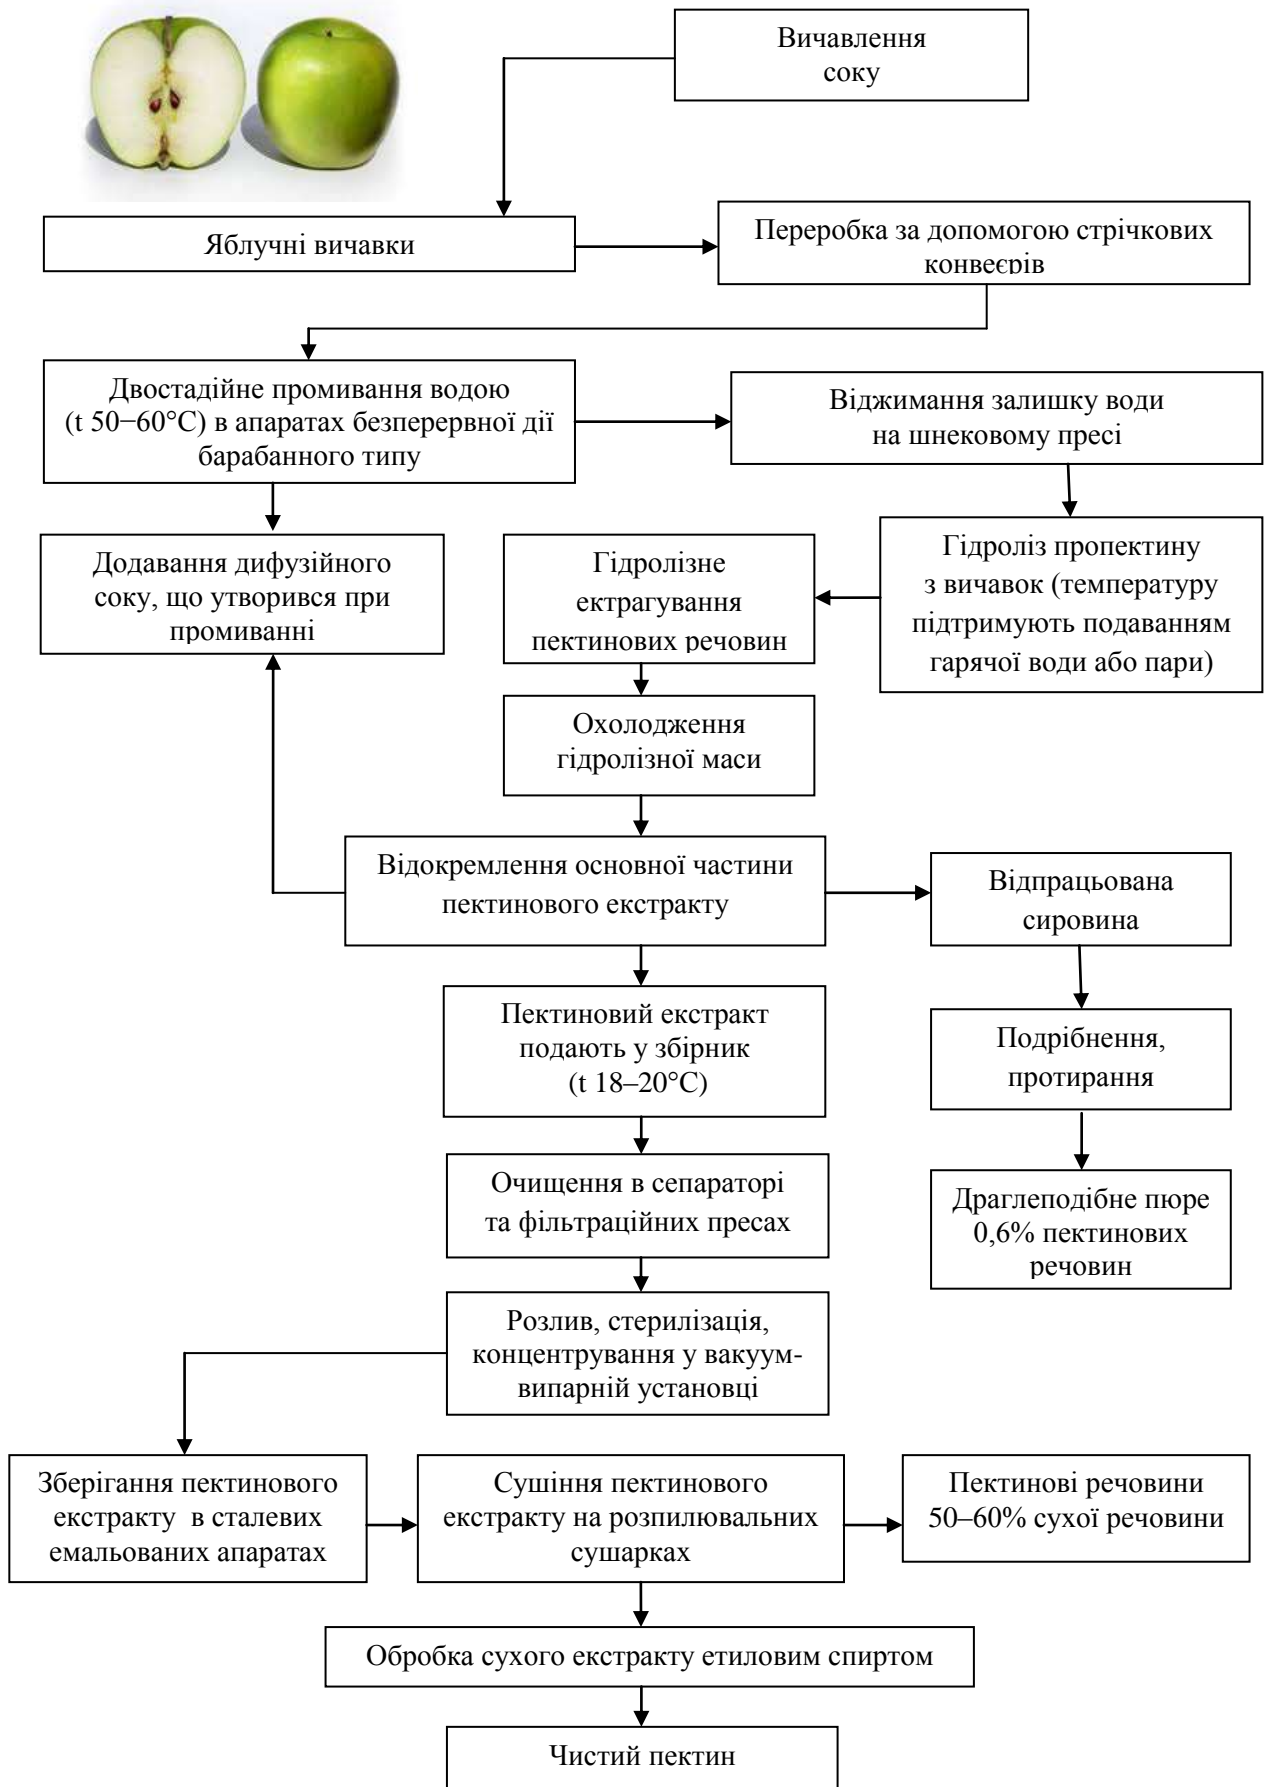 Вичавлення
соку
Яблучні вичавки
Переробка за допомогою стрічкових
конвеєрів
Двостадійне промивання водою
(t 50−60°C) в апаратах безперервної дії
барабанного типу
Віджимання залишку води
на шнековому пресі
Додавання дифузійного
соку, що утворився при
промиванні
Гідролізне
ектрагування
пектинових речовин
Гідроліз пропектину
з вичавок (температуру
підтримують подаванням
гарячої води або пари)
Охолодження
гідролізної маси
Відокремлення основної частини
пектинового екстракту
Відпрацьована
сировина
Пектиновий екстракт
подають у збірник
(t 18–20°C)
Подрібнення,
протирання
Очищення в сепараторі
та фільтраційних пресах
Драглеподібне пюре
0,6% пектинових
речовин
Розлив, стерилізація,
концентрування у вакуум-
випарній установці
Зберігання пектинового
екстракту в сталевих
емальованих апаратах
Сушіння пектинового
екстракту на розпилювальних
сушарках
Пектинові речовини
50–60% сухої речовини
Обробка сухого екстракту етиловим спиртом
Чистий пектин